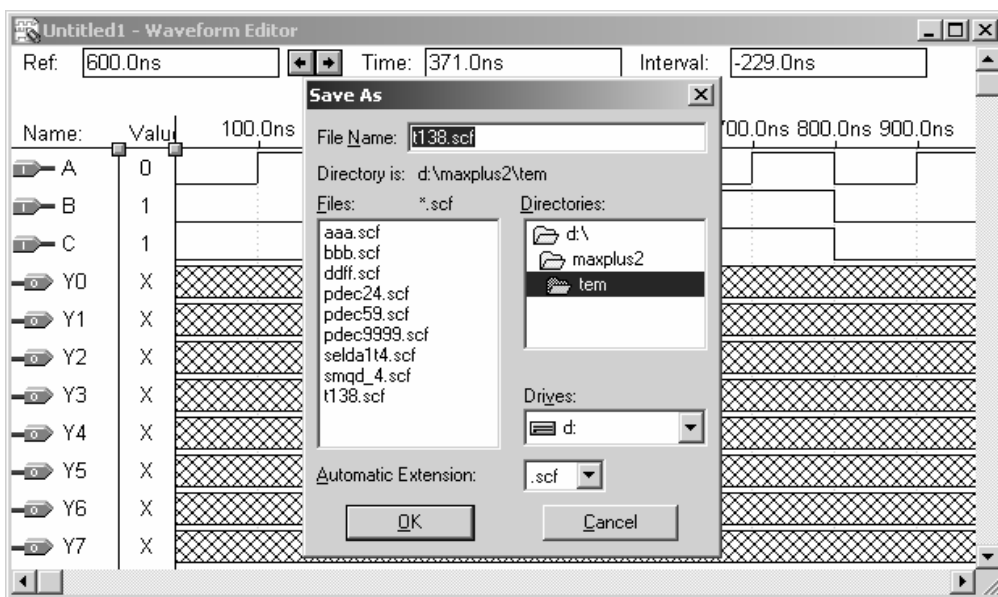 Untitled1 - Waveform Editor
Ref: 600.0ns Time: 371.0ns Interval: -229.0ns
Save As
Name: Valu 100.0ns 00.0ns 800.0ns 900.0ns
File Name: t138.scf
Directory is: d:\maxplus2\tem
Files: *.scf Directories:
aaa.scf
bbb.scf
ddff.scf
pdec24.scf
pdec59.scf
pdec9999.scf
selda1t4.scf
smqd_4.scf
t138.scf
d:\
maxplus2
tem
Drives:
d:
Automatic Extension: .scf
OK Cancel
A 0
B 1
C 1
Y0 X
Y1 X
Y2 X
Y3 X
Y4 X
Y5 X
Y6 X
Y7 X